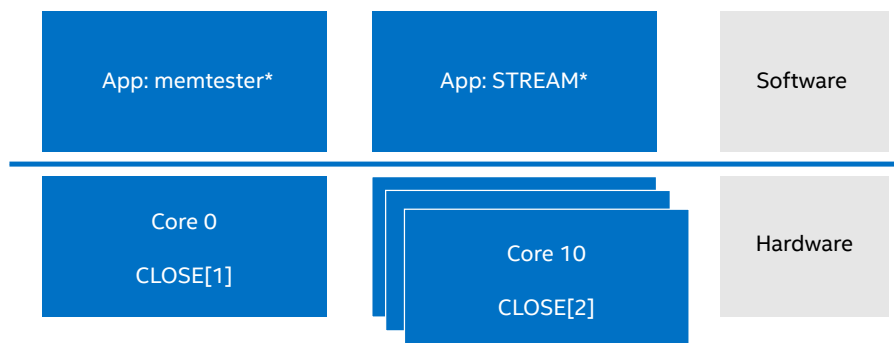 App: memtester*
App: STREAM*
Software
Core 0
CLOSE[1]
Core 10
CLOSE[2]
Hardware